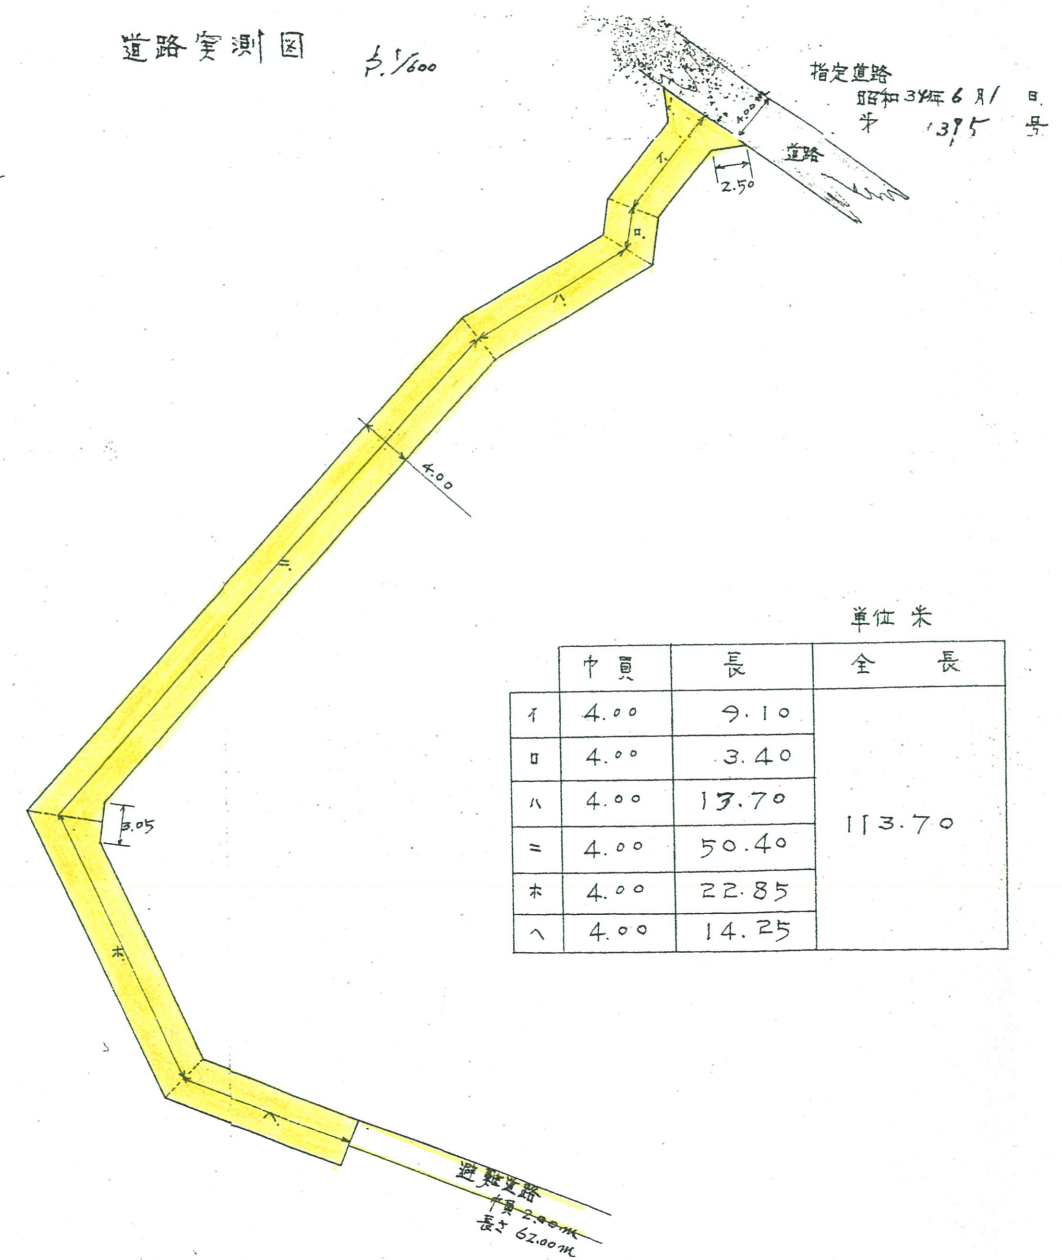 道路実測図
1/600
指定道路
昭和34年6月1日
1395号
4.00
道路
2.50
イ.
ロ.
ハ.
4.00
ニ.
3.05
ホ.
ヘ.
避難道路
巾員 2.00m
長さ 62.00m
単位 米
巾員 長 全長
イ 4.00 9.10
ロ 4.00 3.40
ハ 4.00 13.70
ニ 4.00 50.40
ホ 4.00 22.85
ヘ 4.00 14.25
113.70